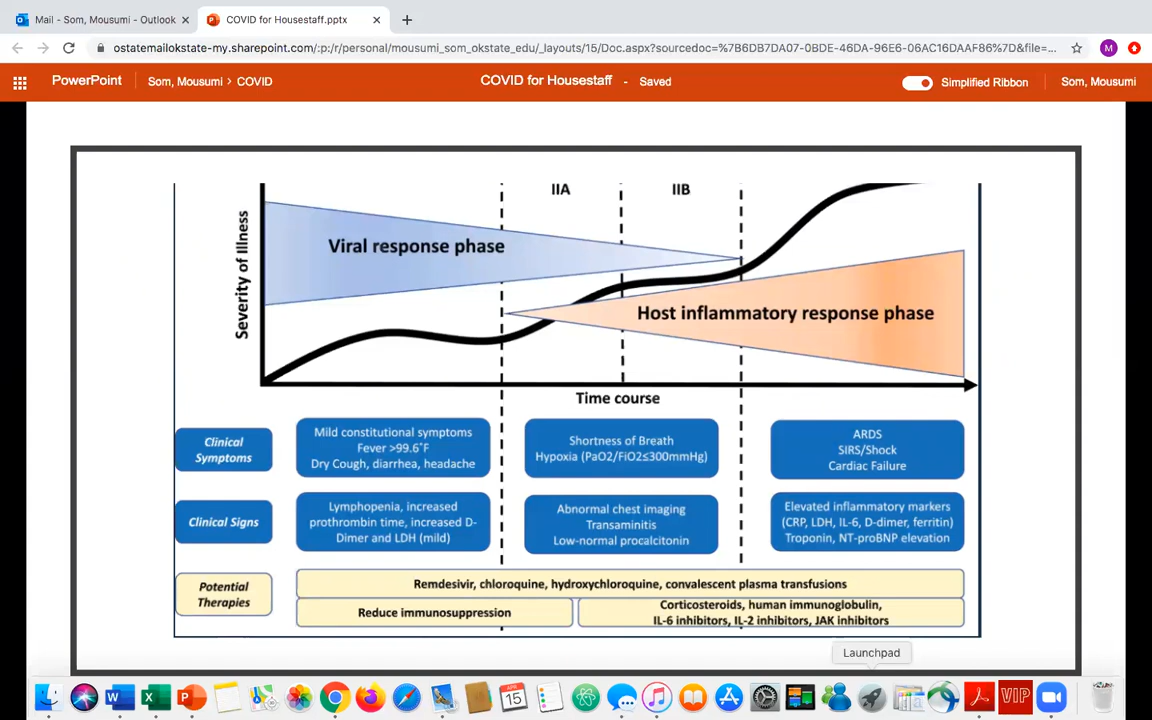 Mail - Som, Mousumi - Outlook
COVID for Housestaff.pptx
ostatemailokstate-my.sharepoint.com/:p:/r/personal/mousumi_som_okstate_edu/_layouts/15/Doc.aspx?sourcedoc=%7B6DB7DA07-0BDE-46DA-96E6-06AC16DAAF86%7D&file=...
M
PowerPoint
Som, Mousumi > COVID
COVID for Housestaff - Saved
Simplified Ribbon
Som, Mousumi
IIA
IIB
Severity of Illness
Viral response phase
Host inflammatory response phase
Time course
Clinical
Symptoms
Mild constitutional symptoms
Fever >99.6°F
Dry Cough, diarrhea, headache
Shortness of Breath
Hypoxia (PaO2/FiO2≤300mmHg)
ARDS
SIRS/Shock
Cardiac Failure
Clinical Signs
Lymphopenia, increased
prothrombin time, increased D-
Dimer and LDH (mild)
Abnormal chest imaging
Transaminitis
Low-normal procalcitonin
Elevated inflammatory markers
(CRP, LDH, IL-6, D-dimer, ferritin)
Troponin, NT-proBNP elevation
Potential
Therapies
Remdesivir, chloroquine, hydroxychloroquine, convalescent plasma transfusions
Reduce immunosuppression
Corticosteroids, human immunoglobulin,
IL-6 inhibitors, IL-2 inhibitors, JAK inhibitors
Launchpad
APR
15
VIP